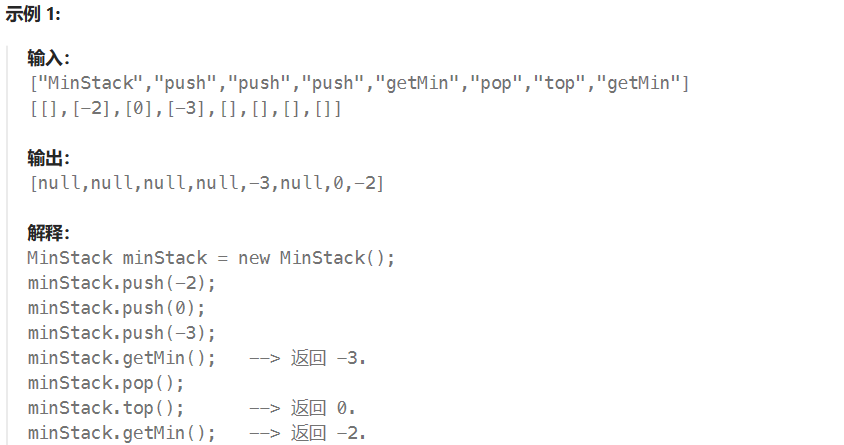 示例 1:
输入：
["MinStack","push","push","push","getMin","pop","top","getMin"]
[[],[-2],[0],[-3],[],[],[],[]]
输出：
[null,null,null,null,-3,null,0,-2]
解释：
MinStack minStack = new MinStack();
minStack.push(-2);
minStack.push(0);
minStack.push(-3);
minStack.getMin();   --> 返回 -3.
minStack.pop();
minStack.top();      --> 返回 0.
minStack.getMin();   --> 返回 -2.